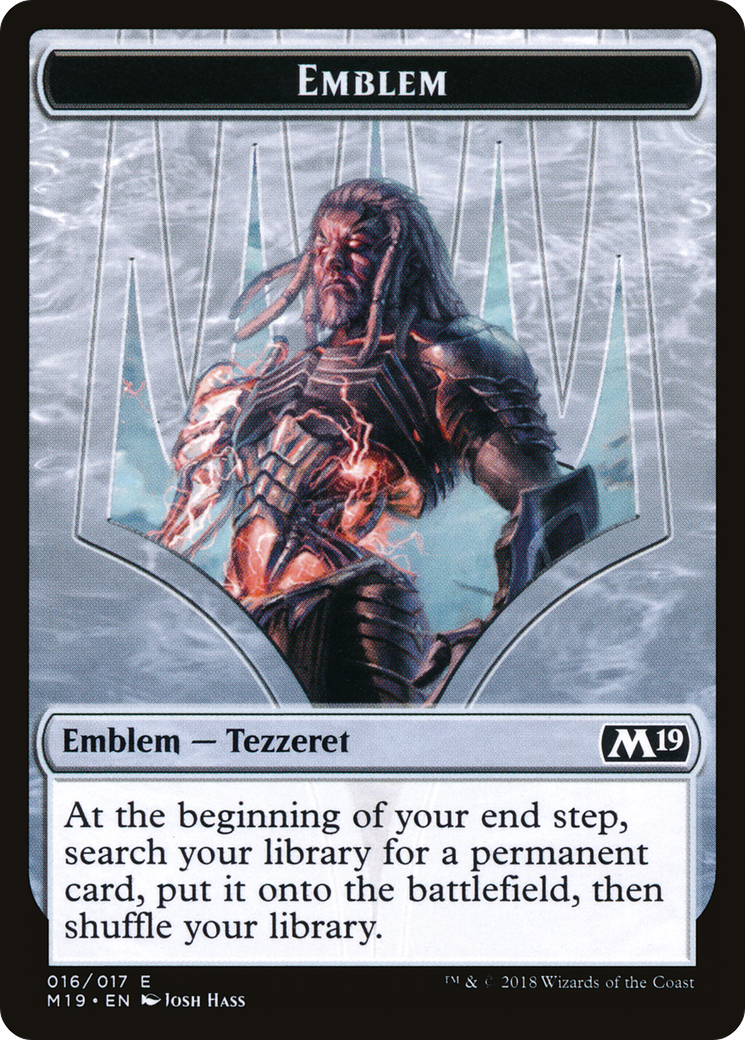 Emblem
Emblem — Tezzeret
M19
At the beginning of your end step,
search your library for a permanent
card, put it onto the battlefield, then
shuffle your library.
016/017 E
M19 • EN Josh Hass
™ & © 2018 Wizards of the Coast